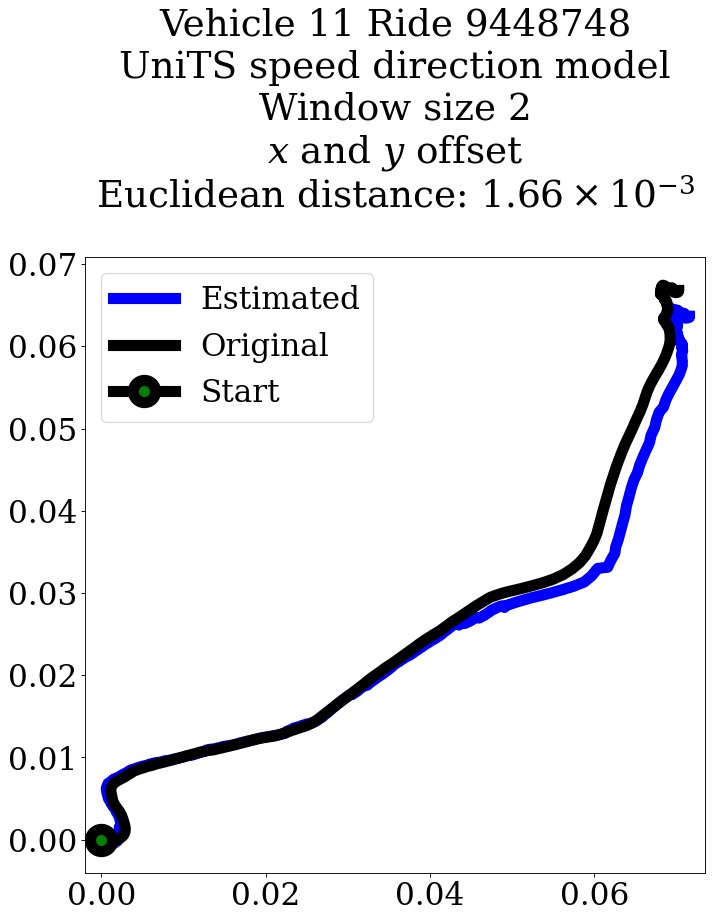 Vehicle 11 Ride 9448748
UniTS speed direction model
Window size 2
x and y offset
Euclidean distance: 1.66 × 10⁻³
0.07
0.06
0.05
0.04
0.03
0.02
0.01
0.00
Estimated
Original
Start
0.00 0.02 0.04 0.06